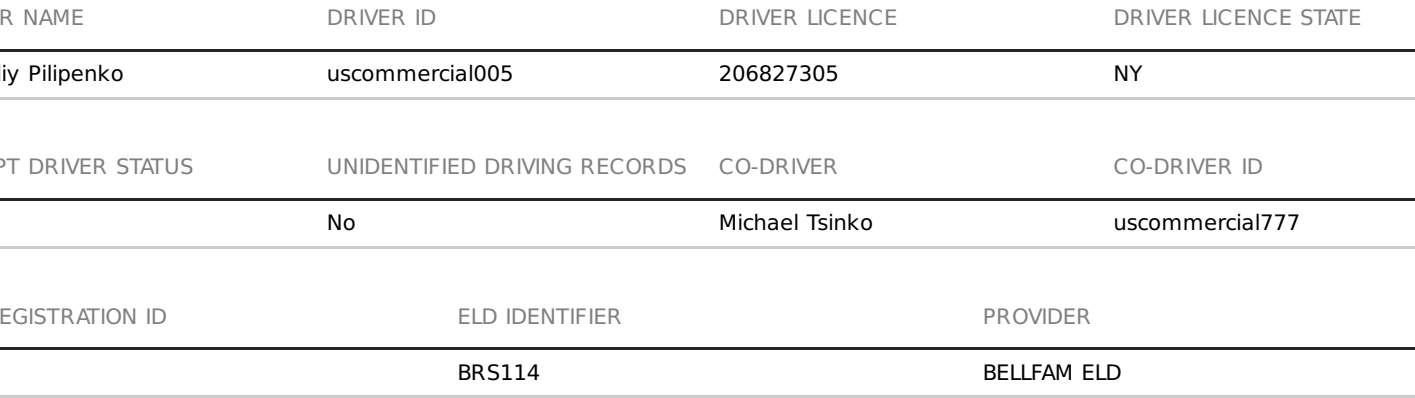 R NAME DRIVER ID DRIVER LICENCE DRIVER LICENCE STATE
liy Pilipenko uscommercial005 206827305 NY
PT DRIVER STATUS UNIDENTIFIED DRIVING RECORDS CO-DRIVER CO-DRIVER ID
No Michael Tsinko uscommercial777
EGISTRATION ID ELD IDENTIFIER PROVIDER
BRS114 BELLFAM ELD